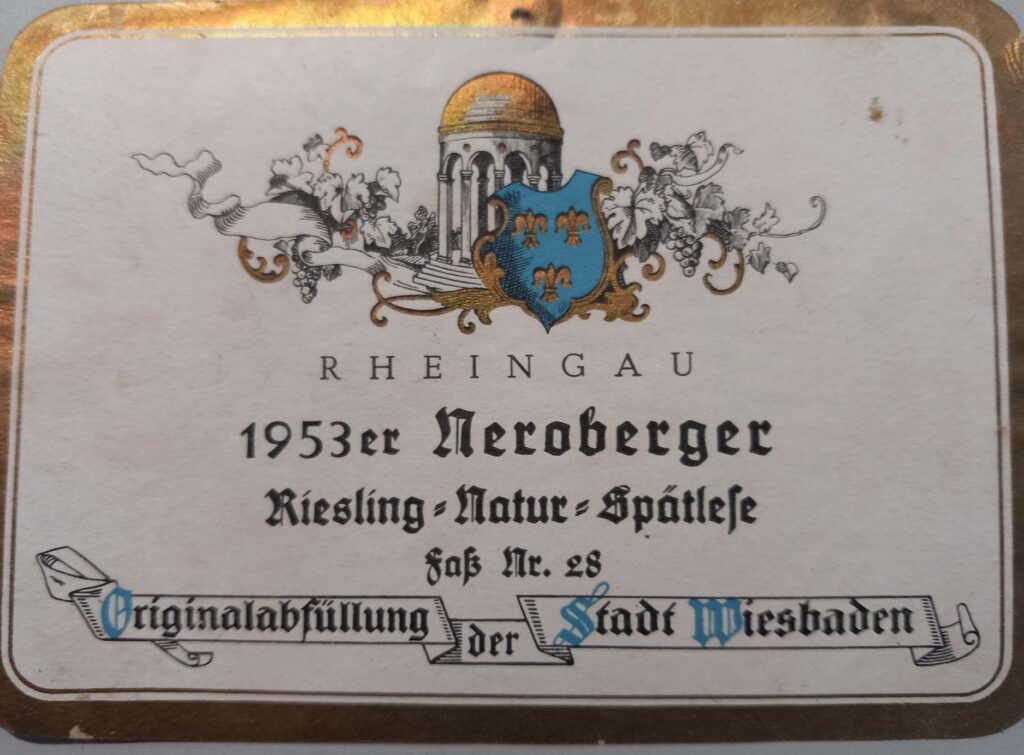 RHEINGAU
1953er Neroberger
Riesling-Natur-Spätleſe
Faß Nr. 28
Originalabfüllung der Stadt Wiesbaden